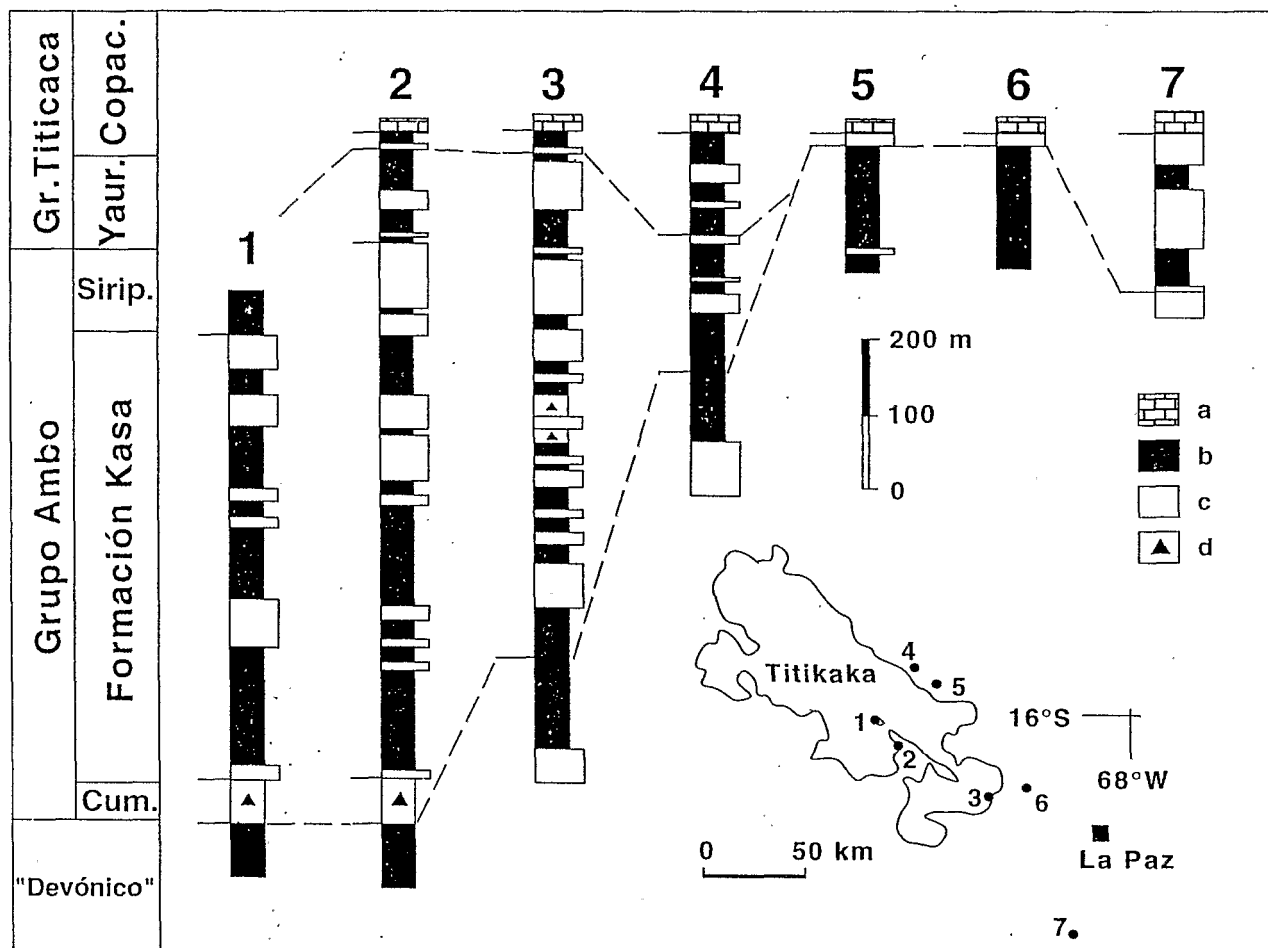 Gr. Titicaca
Copac.
Yaur.
Grupo Ambo
Sirip.
Formación Kasa
Cum.
"Devónico"
1
2
3
4
5
6
7
200 m
100
0
a
b
c
d
Titikaka
4
5
1
2
3
6
7
16°S
68°W
La Paz
0 50 km